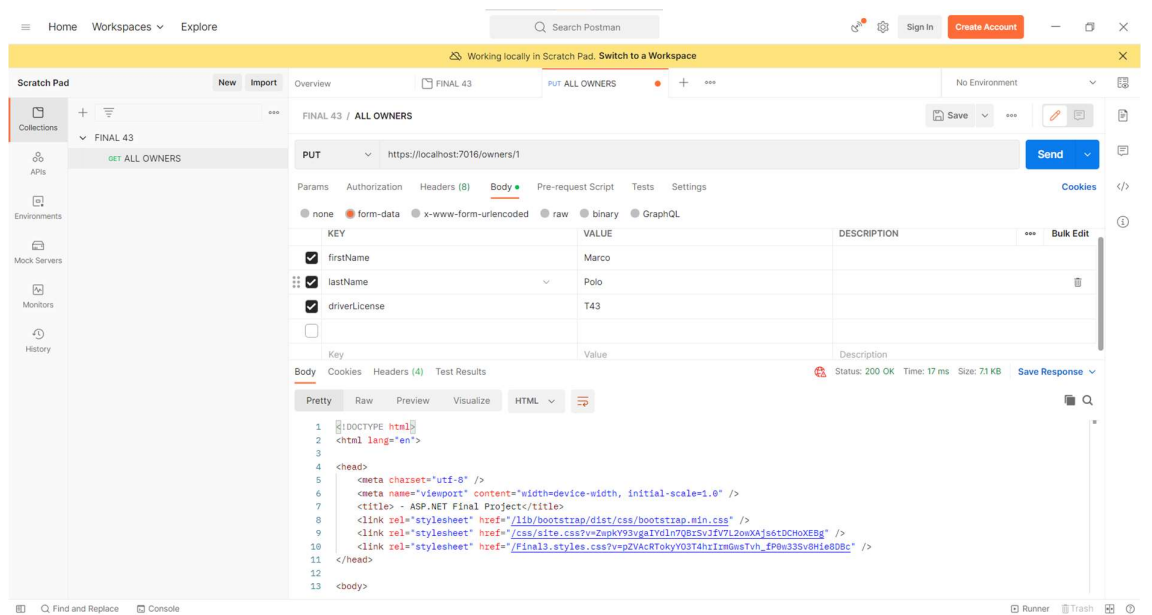 Home Workspaces Explore Search Postman Sign In Create Account
Working locally in Scratch Pad. Switch to a Workspace
Scratch Pad New Import Overview FINAL 43 PUT ALL OWNERS No Environment
Collections
FINAL 43
GET ALL OWNERS
APIs
Environments
Mock Servers
Monitors
History
FINAL 43 / ALL OWNERS Save
PUT https://localhost:7016/owners/1 Send
Params Authorization Headers (8) Body Pre-request Script Tests Settings Cookies
none form-data x-www-form-urlencoded raw binary GraphQL
KEY VALUE DESCRIPTION Bulk Edit
firstName Marco
lastName Polo
driverLicense T43
Key Value Description
Body Cookies Headers (4) Test Results Status: 200 OK Time: 17 ms Size: 7.1 KB Save Response
Pretty Raw Preview Visualize HTML
1 <!DOCTYPE html>
2 <html lang="en">
3
4 <head>
5 <meta charset="utf-8" />
6 <meta name="viewport" content="width=device-width, initial-scale=1.0" />
7 <title> - ASP.NET Final Project</title>
8 <link rel="stylesheet" href="/lib/bootstrap/dist/css/bootstrap.min.css" />
9 <link rel="stylesheet" href="/css/site.css?v=ZwpkY93vgaIYdln7QBrSvJfV7L2owXAjs6tDCHoXEBg" />
10 <link rel="stylesheet" href="/Final3.styles.css?v=pZVAcRTokyYO3T4hrIrmGwsTvh_fP0w33Sv8Hie8DBc" />
11 </head>
12
13 <body>
Find and Replace Console Runner Trash